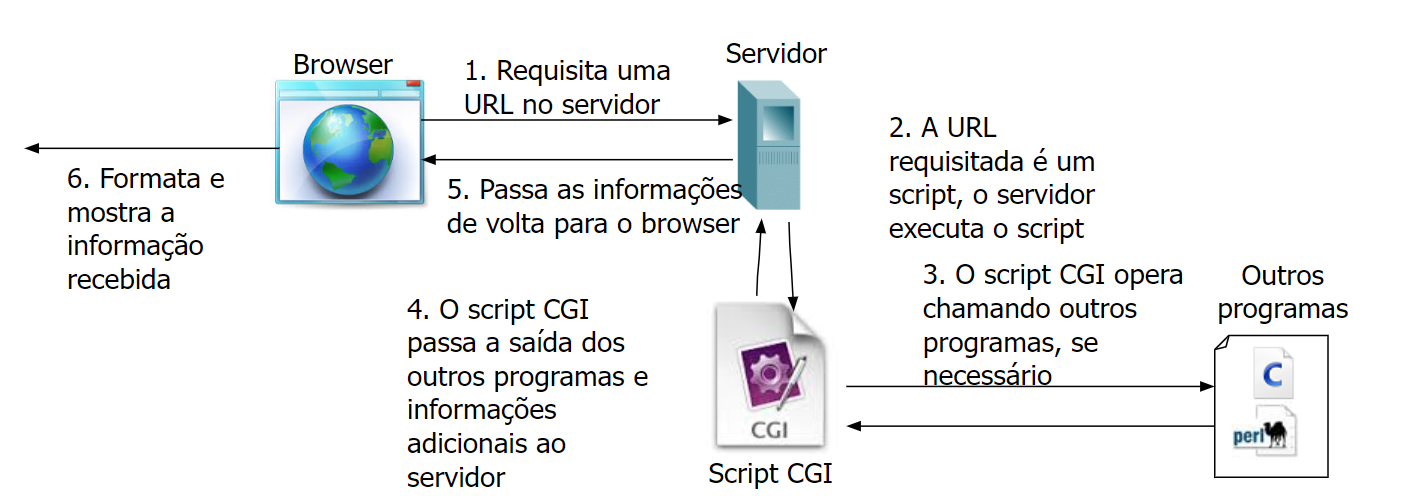 Browser
Servidor
1. Requisita uma
URL no servidor
2. A URL
requisitada é um
script, o servidor
executa o script
6. Formata e
mostra a
informação
recebida
5. Passa as informações
de volta para o browser
3. O script CGI opera
chamando outros
programas, se
necessário
Outros
programas
4. O script CGI
passa a saída dos
outros programas e
informações
adicionais ao
servidor
CGI
Script CGI
C
perl